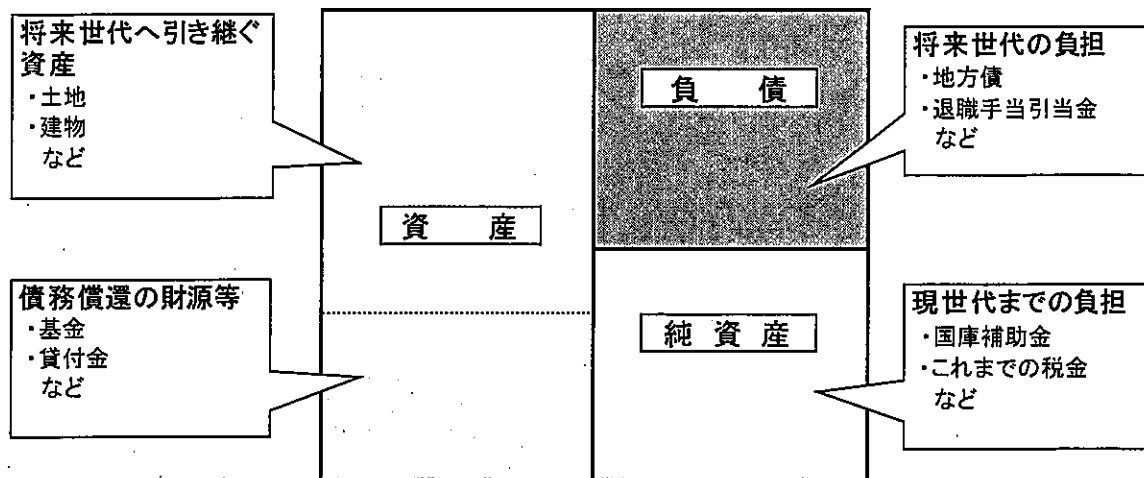 将来世代へ引き継ぐ
資産
・土地
・建物
など
債務償還の財源等
・基金
・貸付金
など
資　産
負　債
純 資 産
将来世代の負担
・地方債
・退職手当引当金
など
現世代までの負担
・国庫補助金
・これまでの税金
など